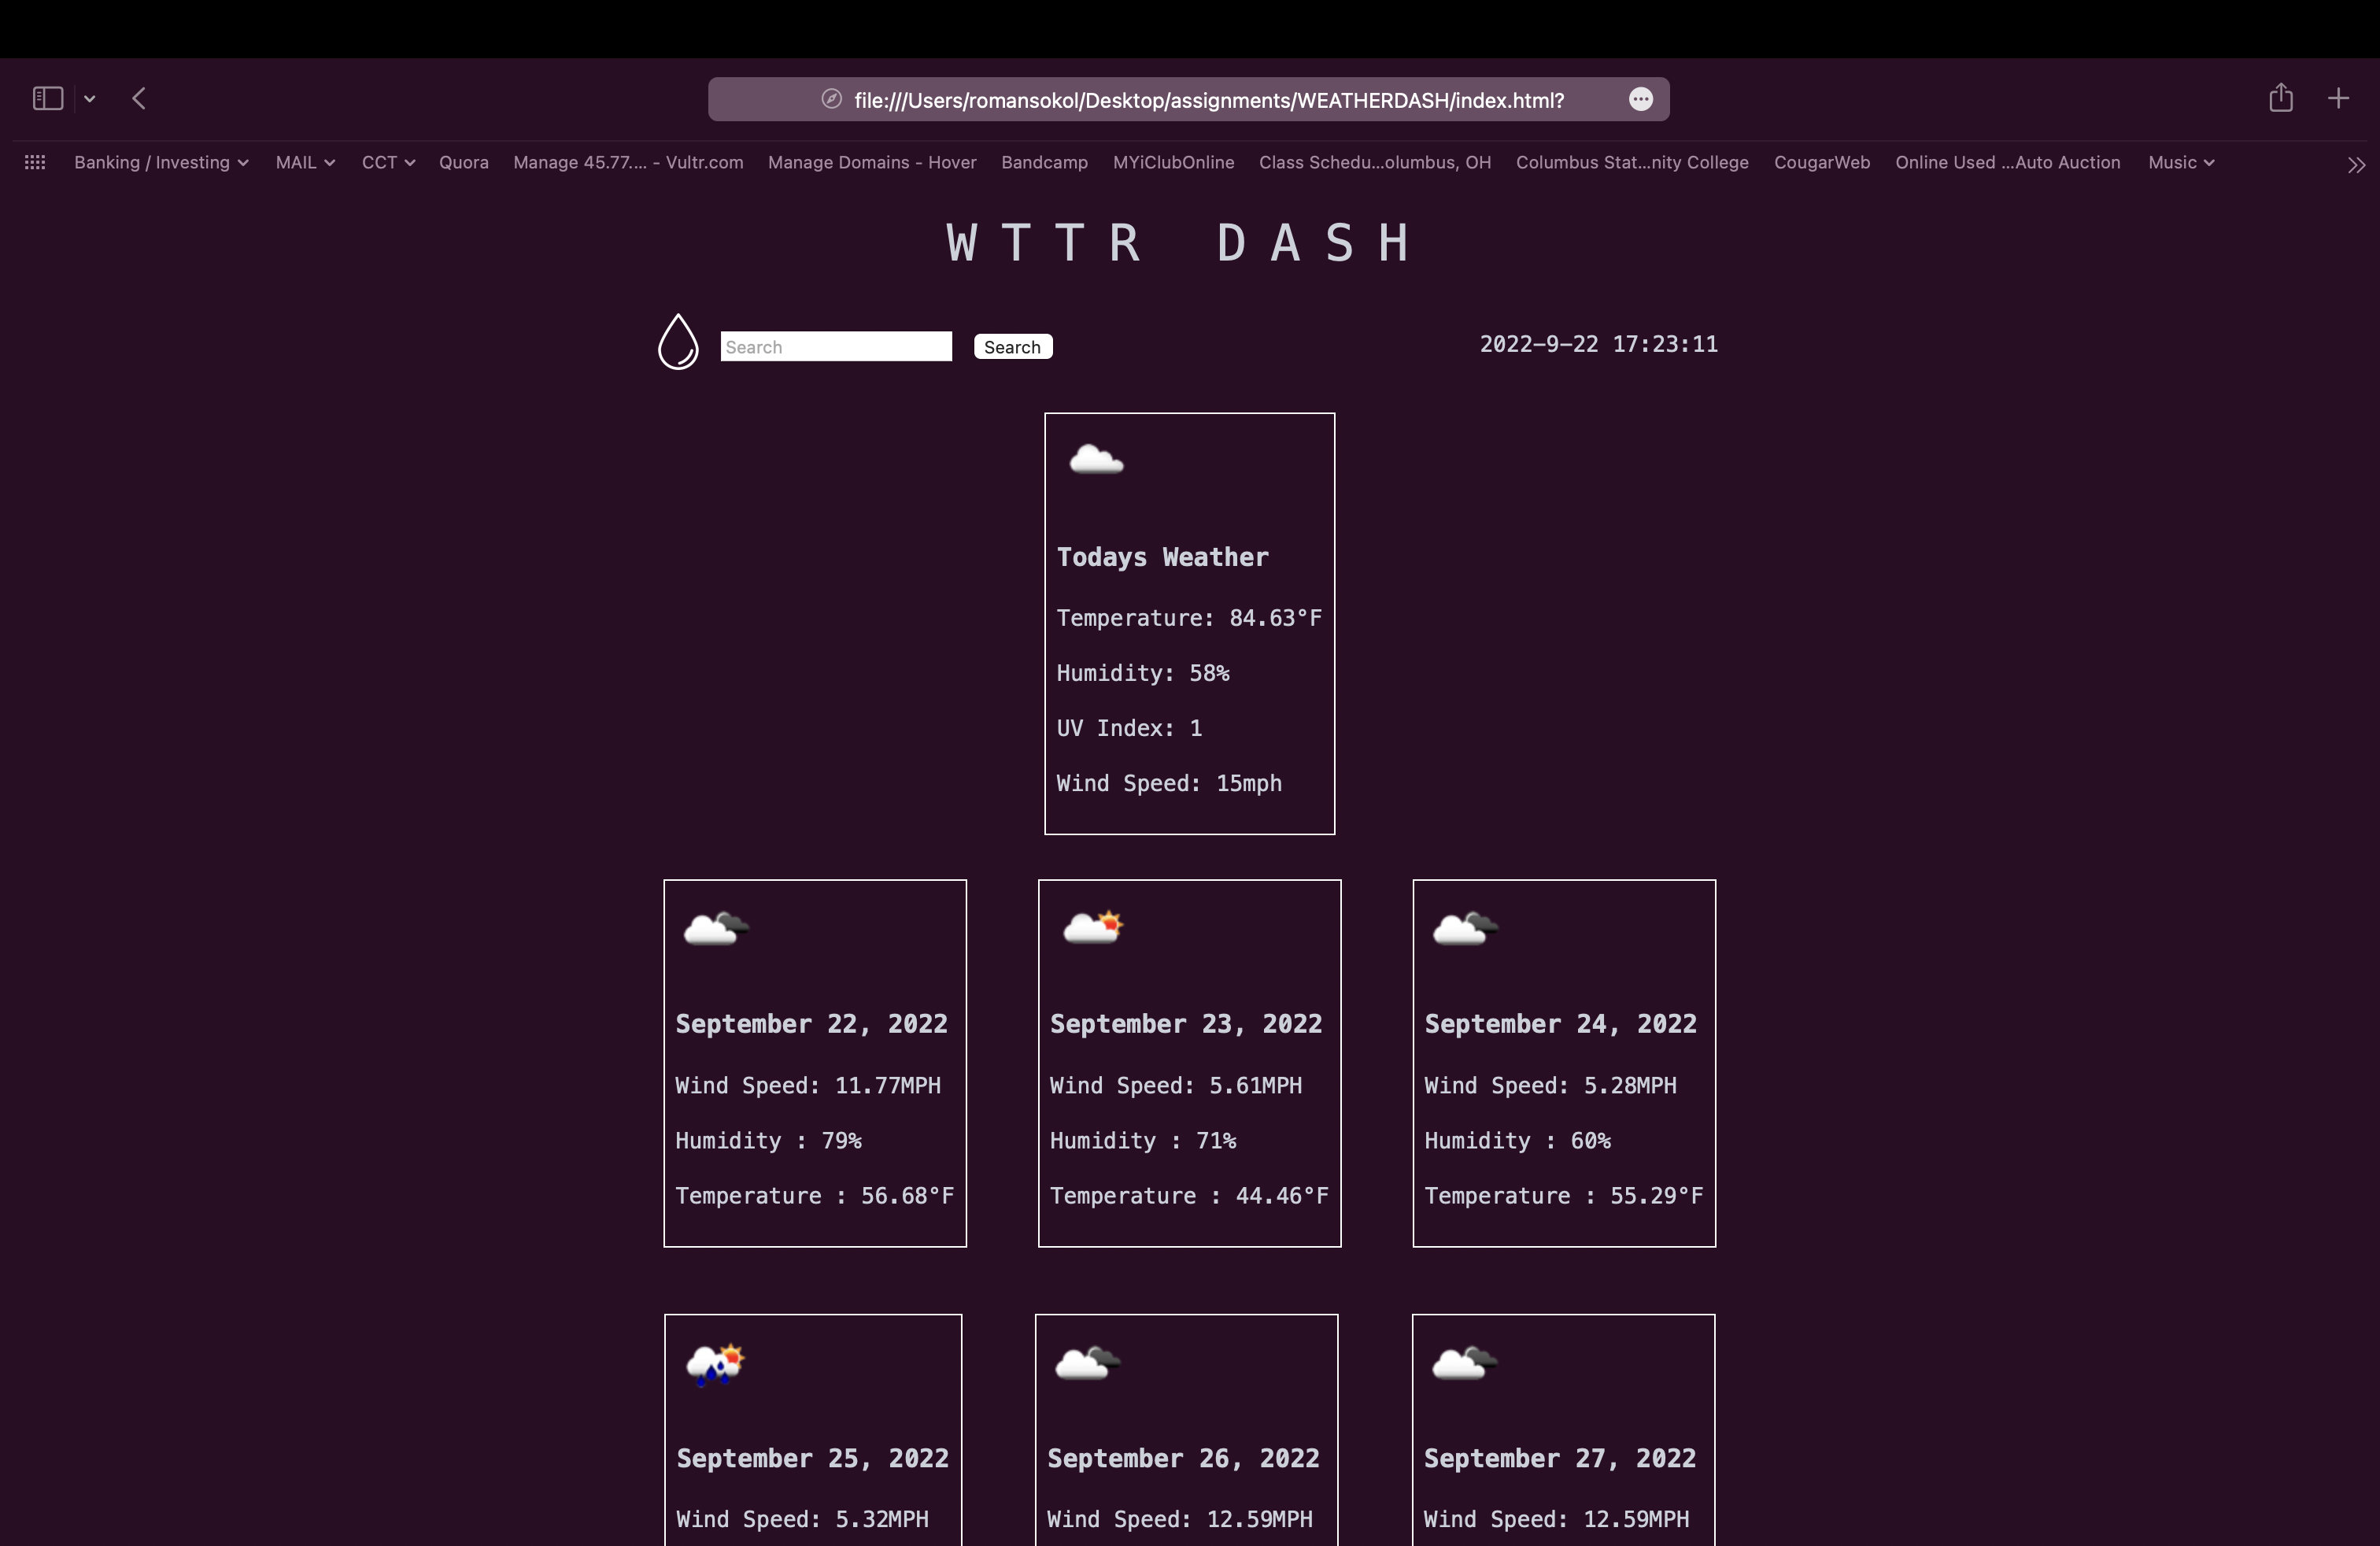 file:///Users/romansokol/Desktop/assignments/WEATHERDASH/index.html?
Banking / Investing MAIL CCT Quora Manage 45.77.... - Vultr.com Manage Domains - Hover Bandcamp MYiClubOnline Class Schedu...olumbus, OH Columbus Stat...nity College CougarWeb Online Used ...Auto Auction Music
WTTR DASH
Search Search 2022-9-22 17:23:11
Todays Weather
Temperature: 84.63°F
Humidity: 58%
UV Index: 1
Wind Speed: 15mph
September 22, 2022
Wind Speed: 11.77MPH
Humidity : 79%
Temperature : 56.68°F
September 23, 2022
Wind Speed: 5.61MPH
Humidity : 71%
Temperature : 44.46°F
September 24, 2022
Wind Speed: 5.28MPH
Humidity : 60%
Temperature : 55.29°F
September 25, 2022
Wind Speed: 5.32MPH
September 26, 2022
Wind Speed: 12.59MPH
September 27, 2022
Wind Speed: 12.59MPH